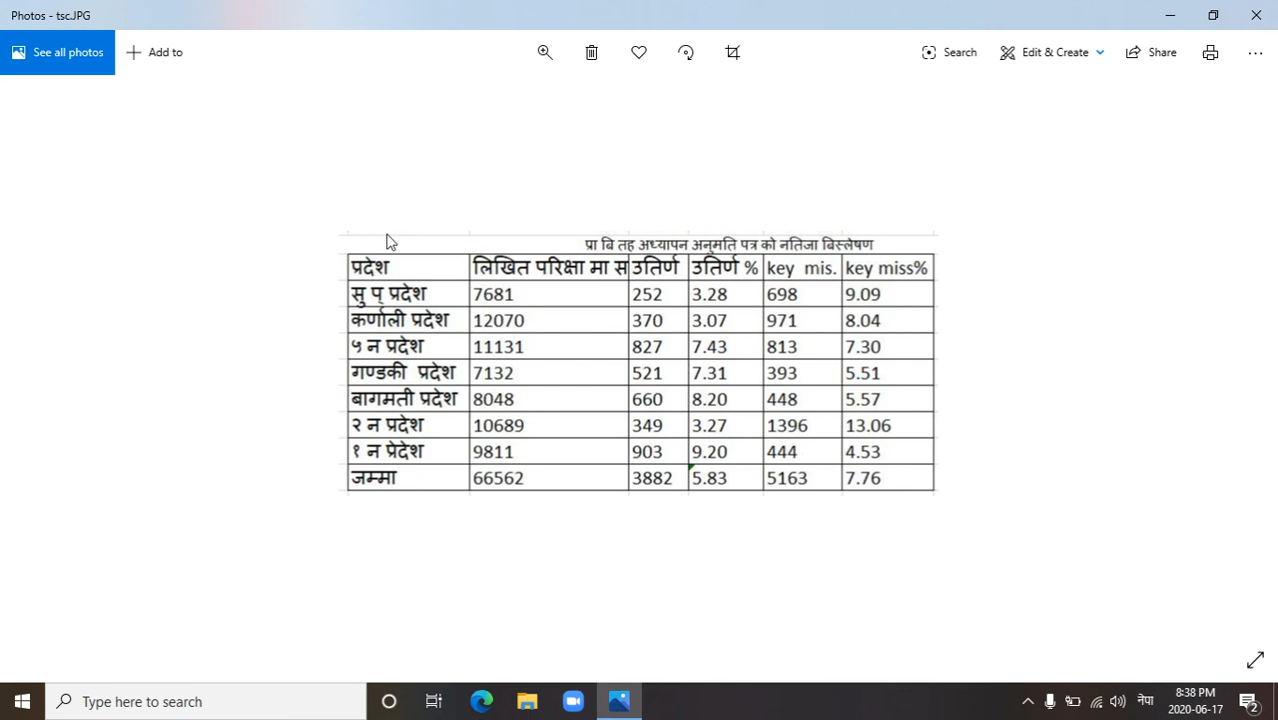 Photos - tsc.JPG
See all photos Add to Search Edit & Create Share
प्रा बि तह अध्यापन अनुमति पत्र को नतिजा बिस्लेषण
प्रदेश लिखित परिक्षा मा स उतिर्ण उतिर्ण % key mis. key miss%
सु प् प्रदेश 7681 252 3.28 698 9.09
कर्णाली प्रदेश 12070 370 3.07 971 8.04
५ न प्रदेश 11131 827 7.43 813 7.30
गण्डकी प्रदेश 7132 521 7.31 393 5.51
बागमती प्रदेश 8048 660 8.20 448 5.57
२ न प्रदेश 10689 349 3.27 1396 13.06
१ न प्रेदेश 9811 903 9.20 444 4.53
जम्मा 66562 3882 5.83 5163 7.76
Type here to search नेपा 8:38 PM
2020-06-17 2